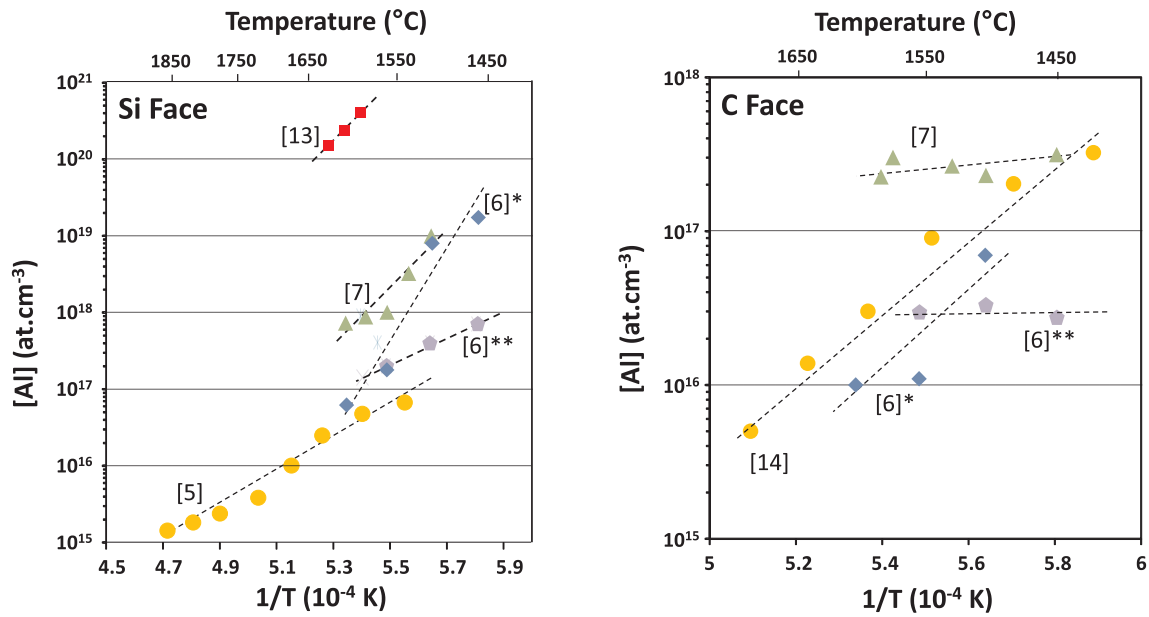 Temperature (°C)
1850 1750 1650 1550 1450
10²¹
Si Face
[13]
10²⁰
[6]*
10¹⁹
[7]
10¹⁸
[6]**
10¹⁷
10¹⁶
[5]
10¹⁵
[Al] (at.cm⁻³)
4.5 4.7 4.9 5.1 5.3 5.5 5.7 5.9
1/T (10⁻⁴ K)
Temperature (°C)
1650 1550 1450
10¹⁸
C Face
[7]
10¹⁷
[6]**
10¹⁶
[6]*
[14]
10¹⁵
[Al] (at.cm⁻³)
5 5.2 5.4 5.6 5.8 6
1/T (10⁻⁴ K)